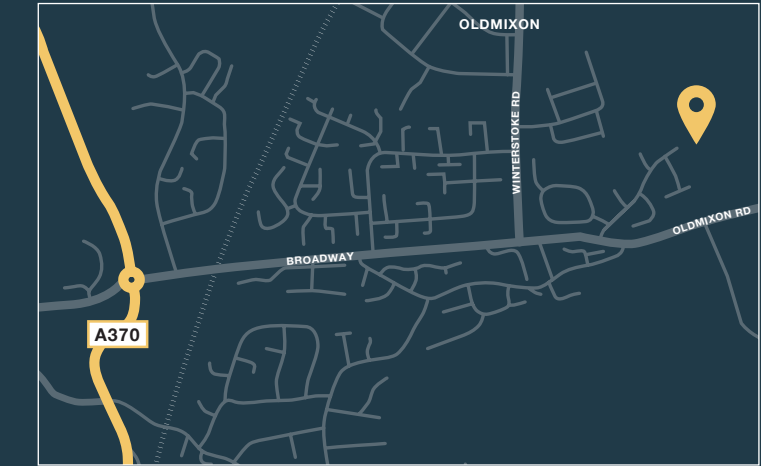 OLDMIXON
WINTERSTOKE RD
OLDMIXON RD
BROADWAY
A370